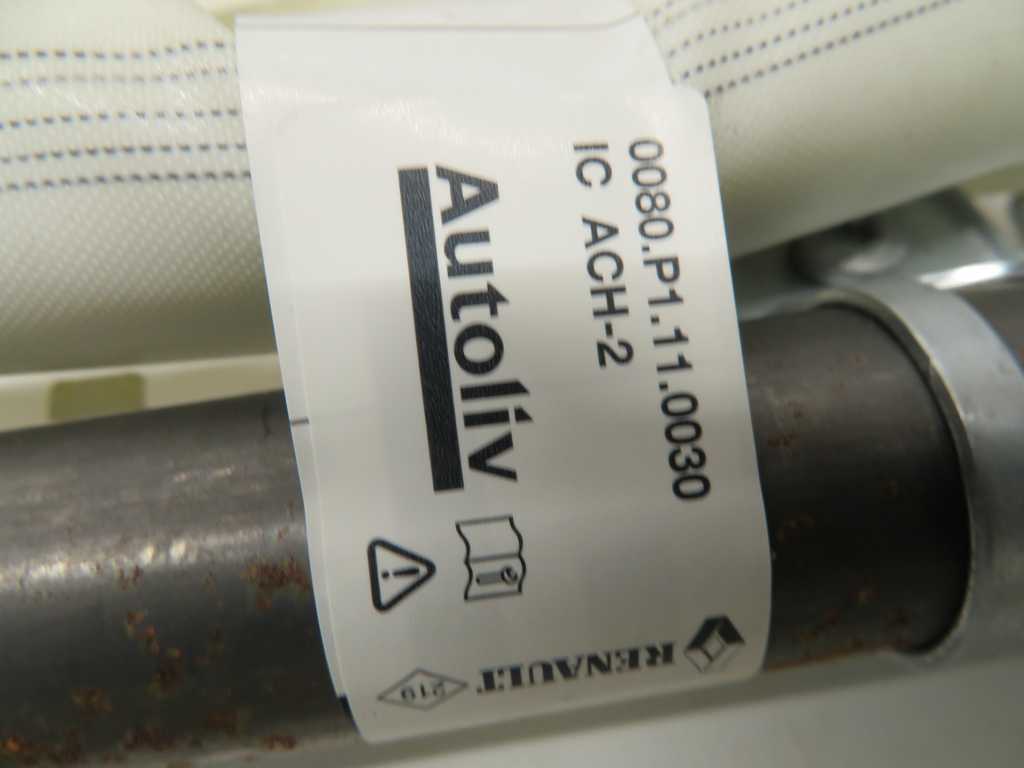 0080.P1.11.0030
IC ACH-2
Autoliv
RENAULT
219